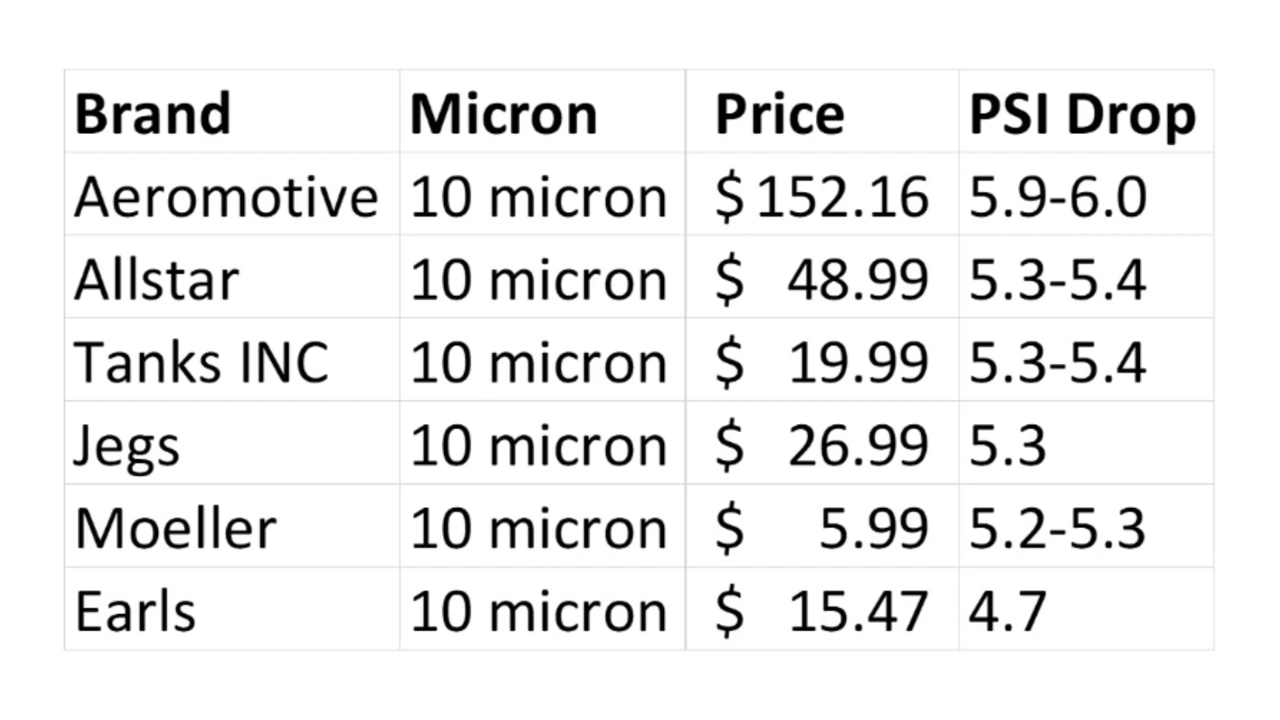 Brand Micron Price PSI Drop
Aeromotive 10 micron $ 152.16 5.9-6.0
Allstar 10 micron $ 48.99 5.3-5.4
Tanks INC 10 micron $ 19.99 5.3-5.4
Jegs 10 micron $ 26.99 5.3
Moeller 10 micron $ 5.99 5.2-5.3
Earls 10 micron $ 15.47 4.7